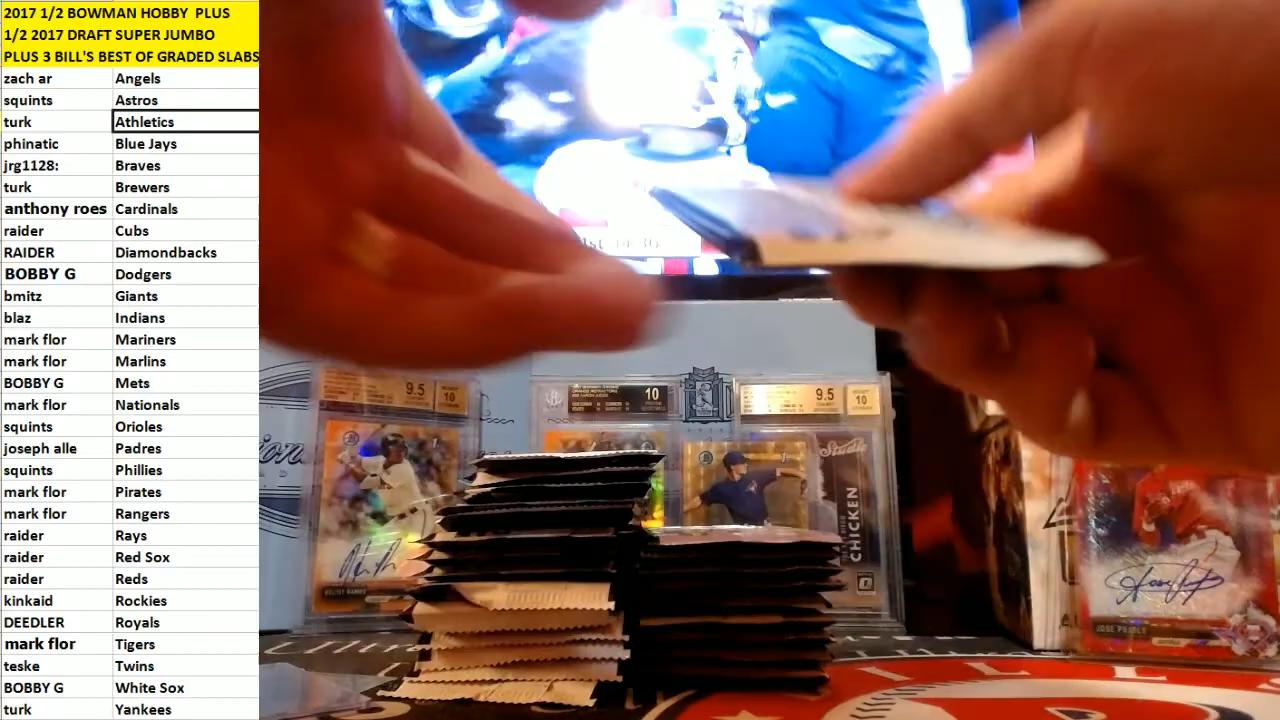 2017 1/2 BOWMAN HOBBY PLUS
1/2 2017 DRAFT SUPER JUMBO
PLUS 3 BILL'S BEST OF GRADED SLABS
zach ar Angels
squints Astros
turk Athletics
phinatic Blue Jays
jrg1128: Braves
turk Brewers
anthony roes Cardinals
raider Cubs
RAIDER Diamondbacks
BOBBY G Dodgers
bmitz Giants
blaz Indians
mark flor Mariners
mark flor Marlins
BOBBY G Mets
mark flor Nationals
squints Orioles
joseph alle Padres
squints Phillies
mark flor Pirates
mark flor Rangers
raider Rays
raider Red Sox
raider Reds
kinkaid Rockies
DEEDLER Royals
mark flor Tigers
teske Twins
BOBBY G White Sox
turk Yankees
9.5
10
10
9.5
10
Studio
CHICKEN
ILL